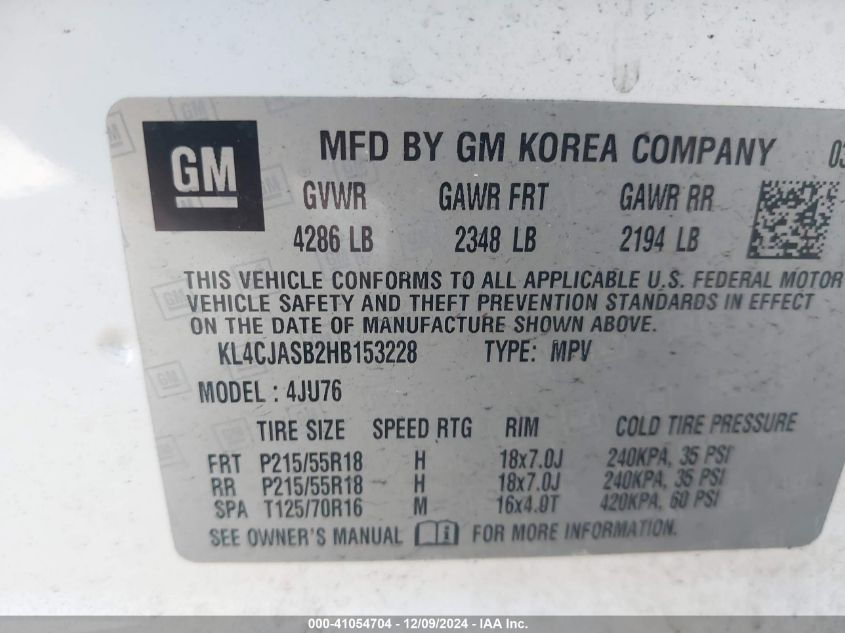 GM
MFD BY GM KOREA COMPANY 03
GVWR GAWR FRT GAWR RR
4286 LB 2348 LB 2194 LB
THIS VEHICLE CONFORMS TO ALL APPLICABLE U.S. FEDERAL MOTOR
VEHICLE SAFETY AND THEFT PREVENTION STANDARDS IN EFFECT
ON THE DATE OF MANUFACTURE SHOWN ABOVE.
KL4CJASB2HB153228 TYPE: MPV
MODEL : 4JU76
TIRE SIZE SPEED RTG RIM COLD TIRE PRESSURE
FRT P215/55R18 H 18x7.0J 240KPA, 35 PSI
RR P215/55R18 H 18x7.0J 240KPA, 35 PSI
SPA T125/70R16 M 16x4.0T 420KPA, 60 PSI
SEE OWNER'S MANUAL FOR MORE INFORMATION.
000-41054704 - 12/09/2024 - IAA Inc.